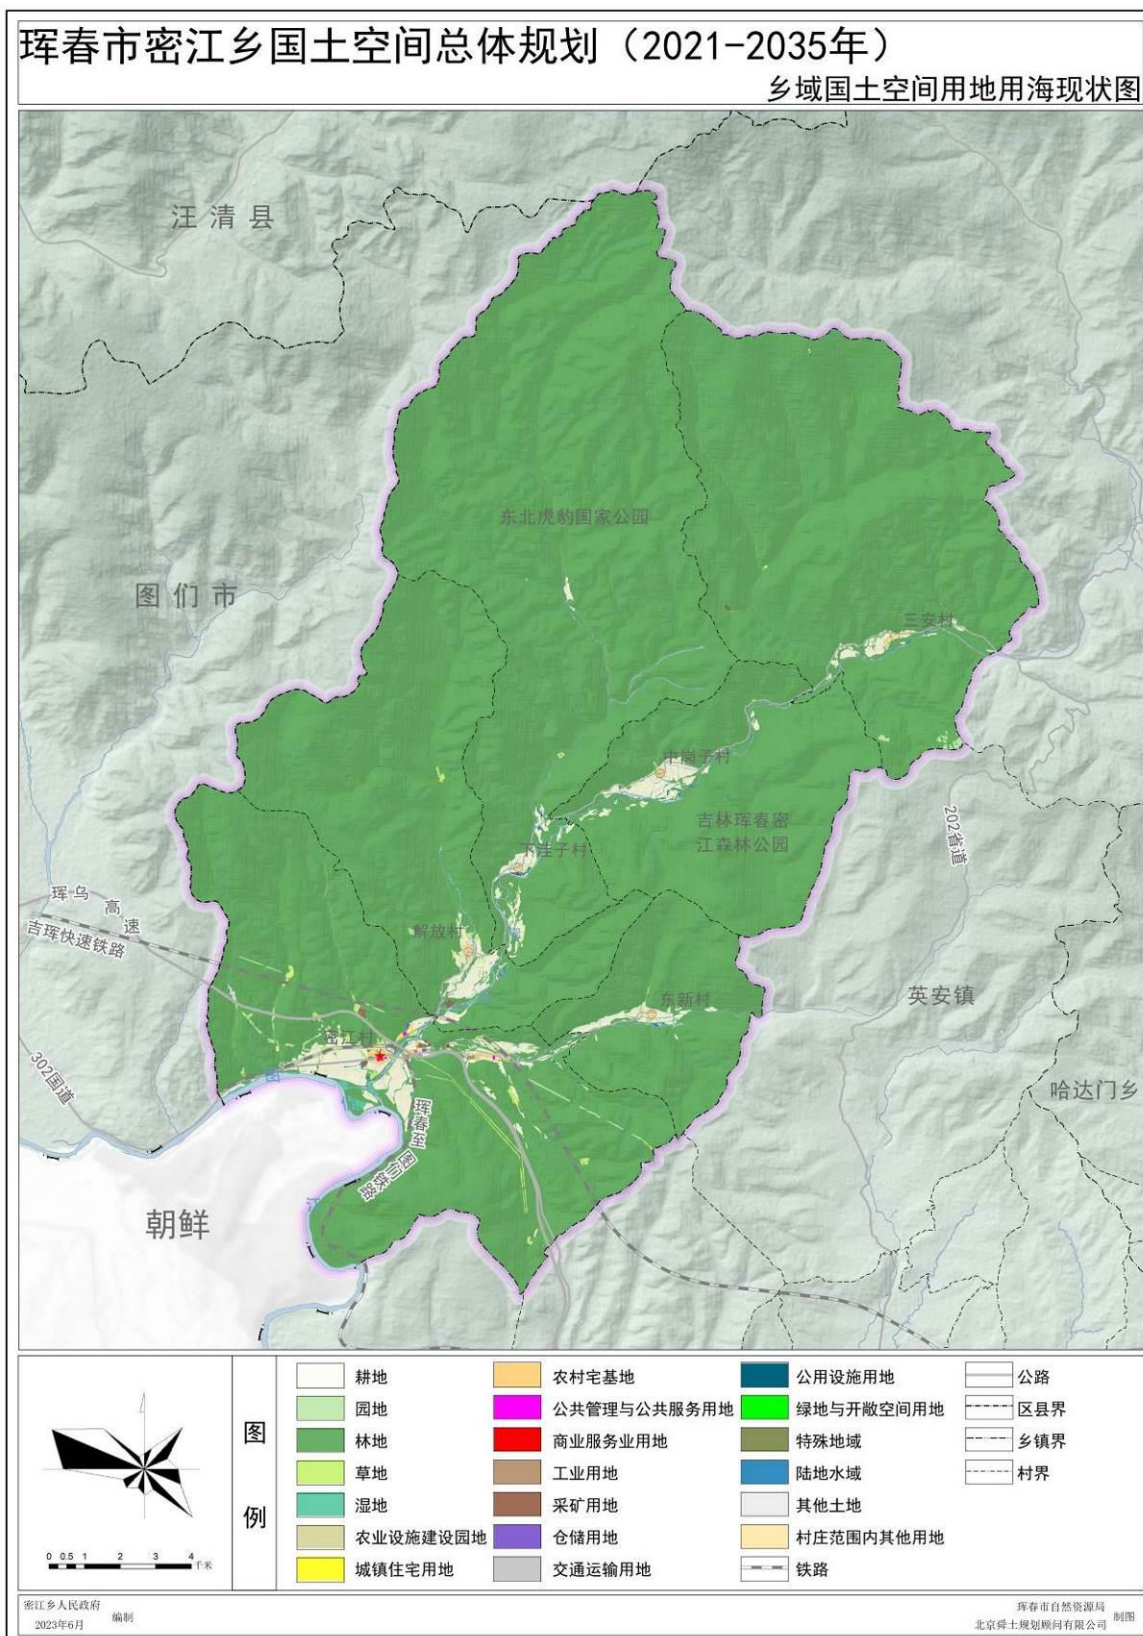 珲春市密江乡国土空间总体规划（2021-2035年）
乡域国土空间用地用海现状图
汪清县
东北虎豹国家公园
图们市
三安村
中岗子村
吉林珲春密
江森林公园
202省道
下洼子村
珲乌高速
吉珲快速铁路
解放村
英安镇
东新村
密江村
302国道
图
们
江
哈达门乡
珲春至
图们铁路
朝鲜
图例
耕地
园地
林地
草地
湿地
农业设施建设园地
城镇住宅用地
农村宅基地
公共管理与公共服务用地
商业服务业用地
工业用地
采矿用地
仓储用地
交通运输用地
公用设施用地
绿地与开敞空间用地
特殊地域
陆地水域
其他土地
村庄范围内其他用地
铁路
公路
区县界
乡镇界
村界
0 0.5 1 2 3 4
千米
密江乡人民政府
2023年6月
编制
珲春市自然资源局
北京舜土规划顾问有限公司
制图